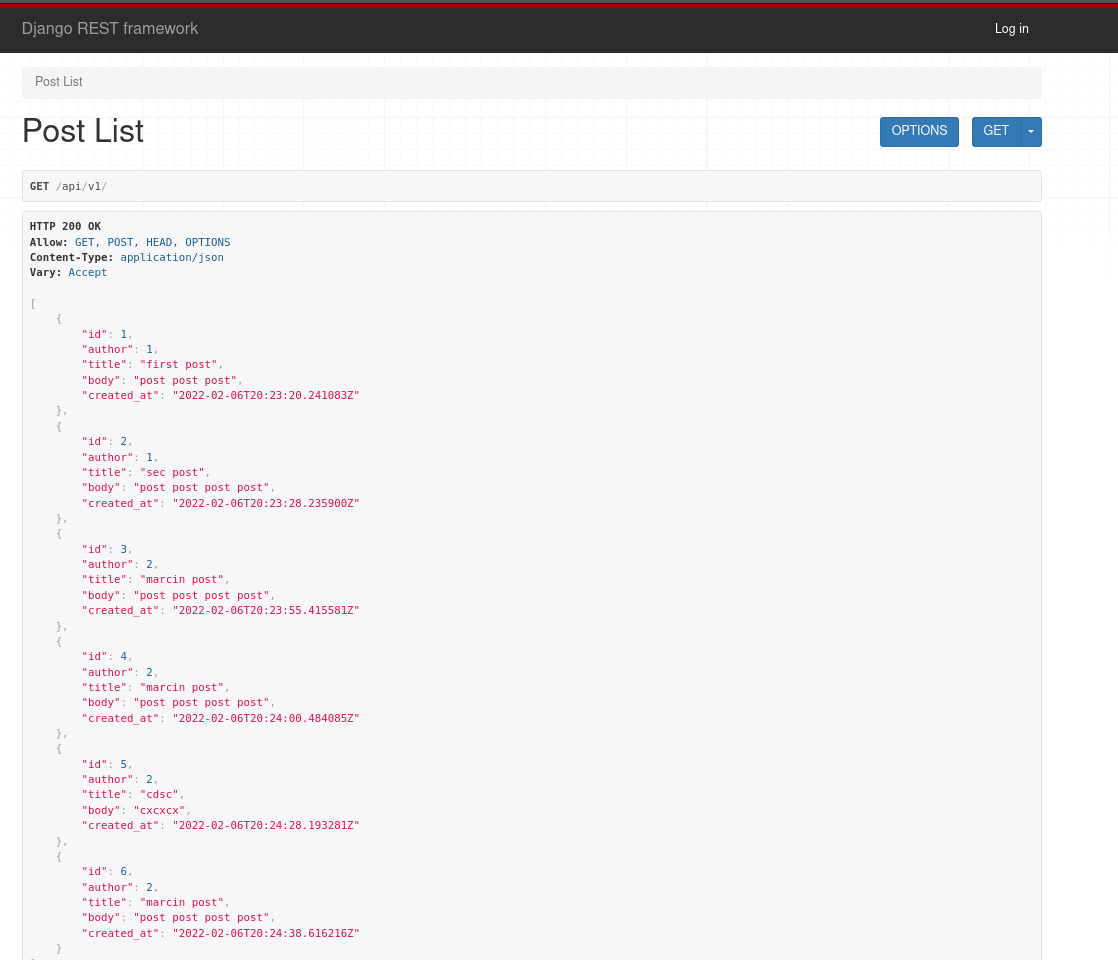 Django REST framework
Log in
Post List
Post List
OPTIONS
GET
GET /api/v1/
HTTP 200 OK
Allow: GET, POST, HEAD, OPTIONS
Content-Type: application/json
Vary: Accept
[
    {
        "id": 1,
        "author": 1,
        "title": "first post",
        "body": "post post post",
        "created_at": "2022-02-06T20:23:20.241083Z"
    },
    {
        "id": 2,
        "author": 1,
        "title": "sec post",
        "body": "post post post post",
        "created_at": "2022-02-06T20:23:28.235900Z"
    },
    {
        "id": 3,
        "author": 2,
        "title": "marcin post",
        "body": "post post post post",
        "created_at": "2022-02-06T20:23:55.415581Z"
    },
    {
        "id": 4,
        "author": 2,
        "title": "marcin post",
        "body": "post post post post",
        "created_at": "2022-02-06T20:24:00.484085Z"
    },
    {
        "id": 5,
        "author": 2,
        "title": "cdsc",
        "body": "cxcxcx",
        "created_at": "2022-02-06T20:24:28.193281Z"
    },
    {
        "id": 6,
        "author": 2,
        "title": "marcin post",
        "body": "post post post post",
        "created_at": "2022-02-06T20:24:38.616216Z"
    }